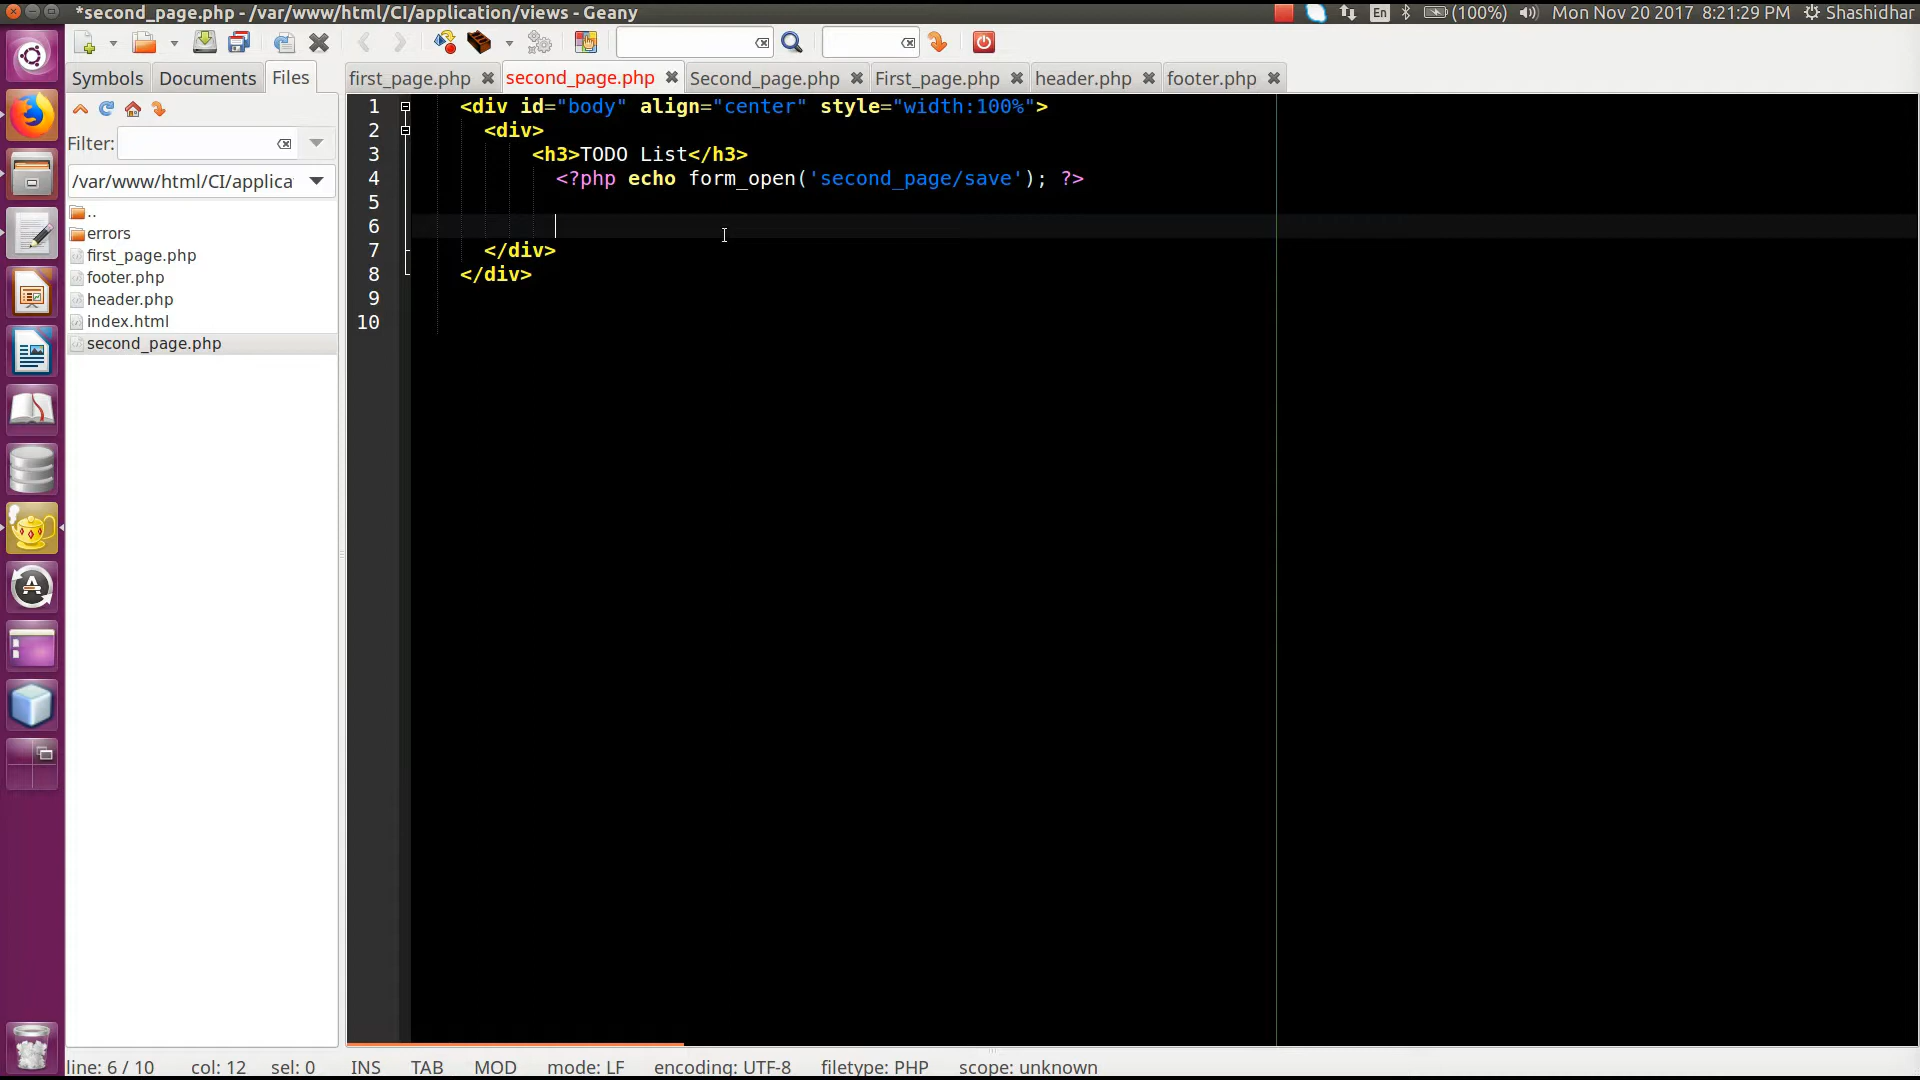 *second_page.php - /var/www/html/CI/application/views - Geany
En
(100%)
Mon Nov 20 2017 8:21:29 PM
Shashidhar
Symbols
Documents
Files
first_page.php
second_page.php
Second_page.php
First_page.php
header.php
footer.php
Filter:
/var/www/html/CI/applica
..
errors
first_page.php
footer.php
header.php
index.html
second_page.php
1 <div id="body" align="center" style="width:100%">
2 <div>
3 <h3>TODO List</h3>
4 <?php echo form_open('second_page/save'); ?>
5
6
7 </div>
8 </div>
9
10
line: 6 / 10 col: 12 sel: 0 INS TAB MOD mode: LF encoding: UTF-8 filetype: PHP scope: unknown